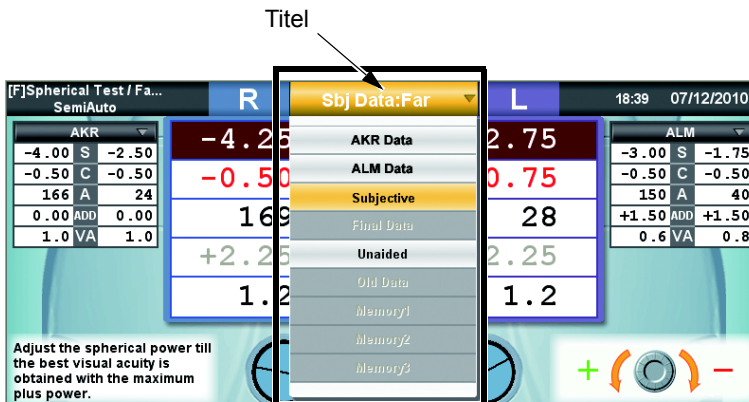 Titel
[F]Spherical Test / Fa...
SemiAuto
R
Sbj Data:Far
L
18:39 07/12/2010
AKR
-4.00 S -2.50
-0.50 C -0.50
166 A 24
0.00 ADD 0.00
1.0 VA 1.0
-4.25
-0.50
169
+2.25
1.2
AKR Data
ALM Data
Subjective
Final Data
Unaided
Old Data
Memory1
Memory2
Memory3
2.75
0.75
28
2.25
1.2
ALM
-3.00 S -1.75
-0.50 C -0.50
150 A 40
+1.50 ADD +1.50
0.6 VA 0.8
Adjust the spherical power till
the best visual acuity is
obtained with the maximum
plus power.
+ -